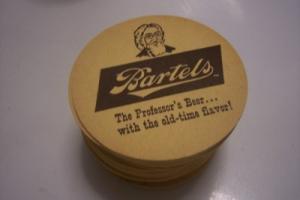 Bartels
The Professor's Beer...
with the old-time flavor!